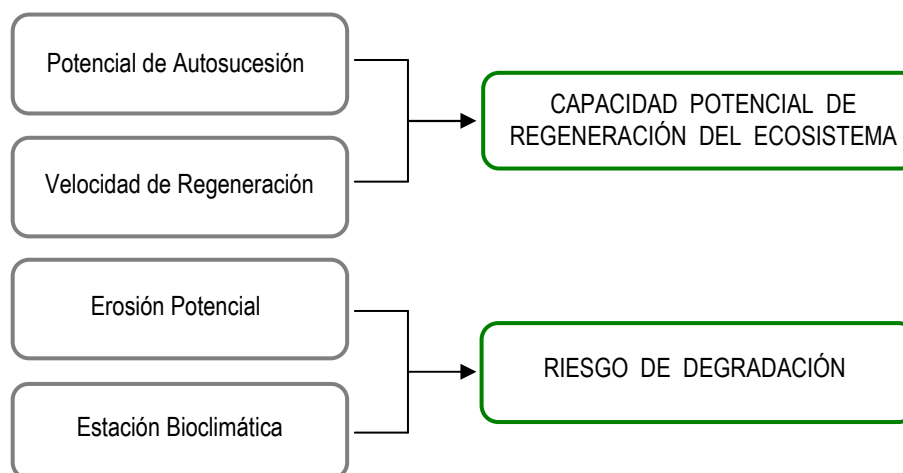 Potencial de Autosucesión
Velocidad de Regeneración
CAPACIDAD POTENCIAL DE
REGENERACIÓN DEL ECOSISTEMA
Erosión Potencial
Estación Bioclimática
RIESGO DE DEGRADACIÓN